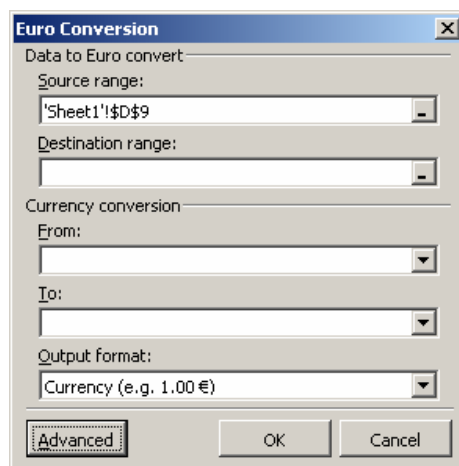 Euro Conversion
Data to Euro convert
Source range:
'Sheet1'!$D$9
Destination range:
Currency conversion
From:
To:
Output format:
Currency (e.g. 1.00 €)
Advanced OK Cancel